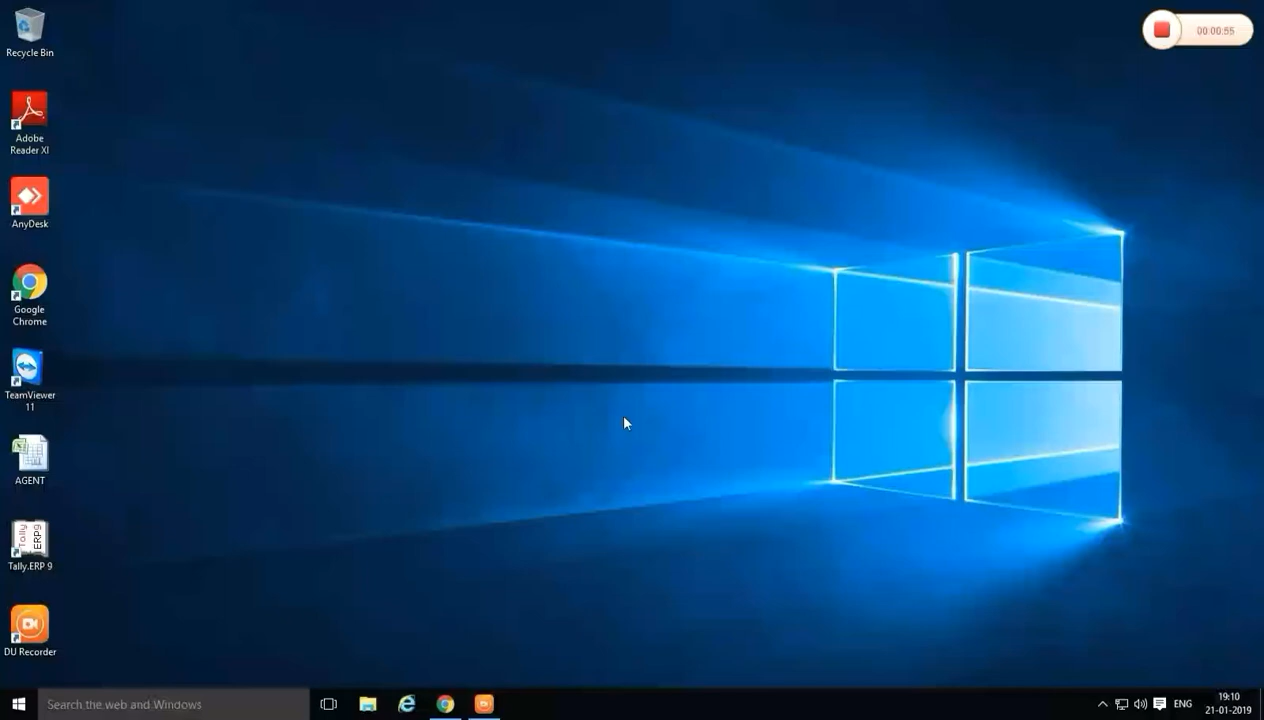 Recycle Bin
00:00:55
Adobe
Reader XI
AnyDesk
Google
Chrome
TeamViewer
11
AGENT
Tally
ERP9
Tally.ERP 9
DU Recorder
Search the web and Windows
ENG
19:10
21-01-2019